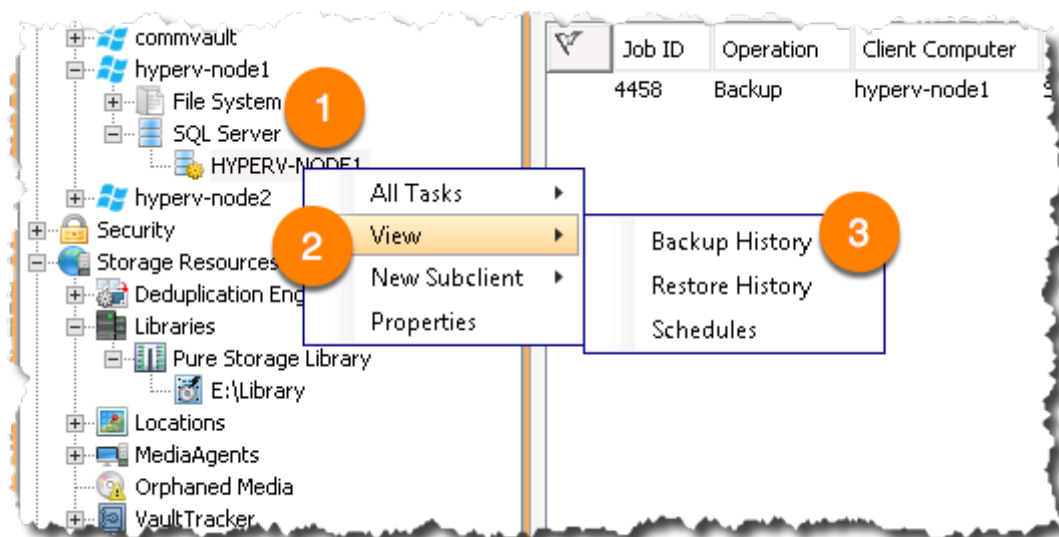 commvault
hyperv-node1
File System
SQL Server
HYPERV-NODE1
hyperv-node2
Security
Storage Resources
Deduplication Eng
Libraries
Pure Storage Library
E:\Library
Locations
MediaAgents
Orphaned Media
VaultTracker
1
2
All Tasks
View
New Subclient
Properties
3
Backup History
Restore History
Schedules
Job ID Operation Client Computer
4458 Backup hyperv-node1